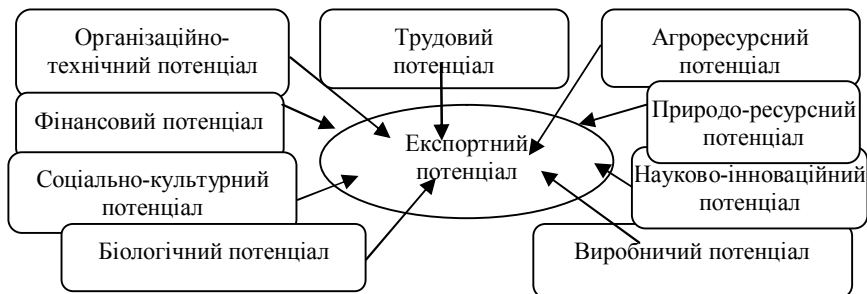 Організаційно-
технічний потенціал
Трудовий
потенціал
Агроресурсний
потенціал
Фінансовий потенціал
Експортний
потенціал
Природо-ресурсний
потенціал
Соціально-культурний
потенціал
Науково-інноваційний
потенціал
Біологічний потенціал
Виробничий потенціал